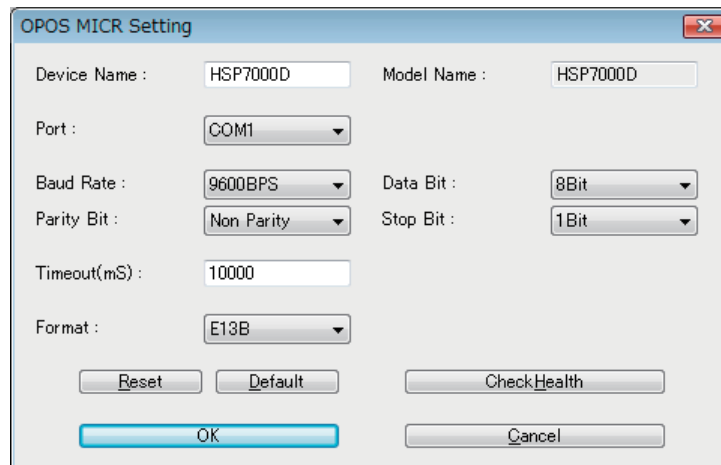 OPOS MICR Setting
Device Name : HSP7000D Model Name : HSP7000D
Port : COM1
Baud Rate : 9600BPS Data Bit : 8Bit
Parity Bit : Non Parity Stop Bit : 1Bit
Timeout(mS) : 10000
Format : E13B
Reset Default CheckHealth
OK Cancel